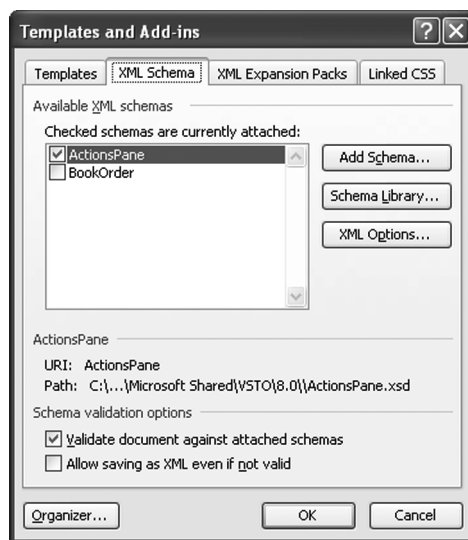 Templates and Add-ins
Templates XML Schema XML Expansion Packs Linked CSS
Available XML schemas
Checked schemas are currently attached:
ActionsPane
BookOrder
Add Schema...
Schema Library...
XML Options...
ActionsPane
URI: ActionsPane
Path: C:\...\Microsoft Shared\VSTO\8.0\\ActionsPane.xsd
Schema validation options
Validate document against attached schemas
Allow saving as XML even if not valid
Organizer... OK Cancel